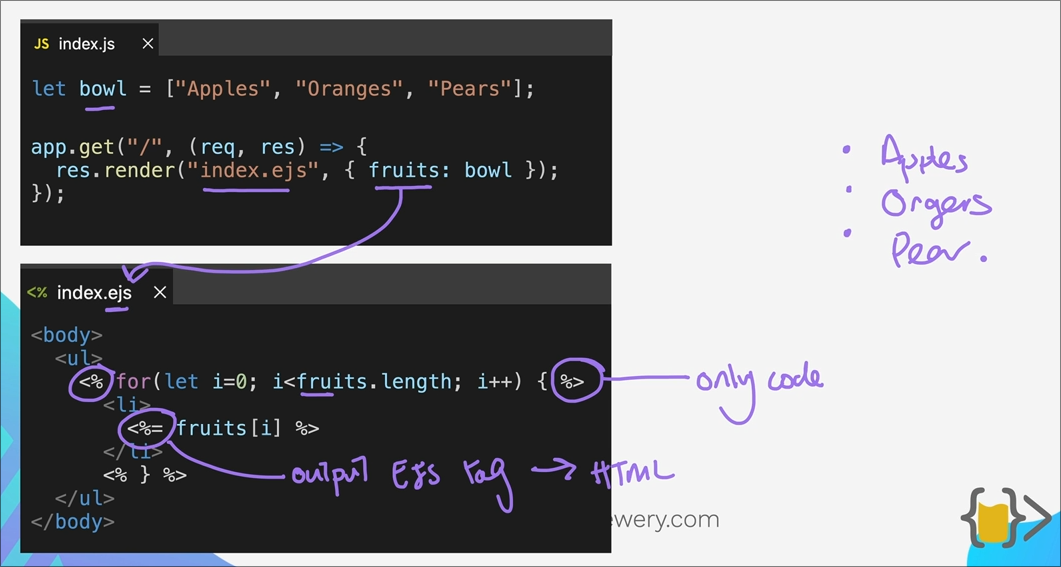 JS index.js ×
let bowl = ["Apples", "Oranges", "Pears"];
app.get("/", (req, res) => {
res.render("index.ejs", { fruits: bowl });
});
• Apples
• Orgers
• Pear.
<% index.ejs ×
<body>
<ul>
<% for(let i=0; i<fruits.length; i++) { %>
only code
<li>
<%= fruits[i] %>
</li>
output EJS tag → HTML
<% } %>
</ul>
</body>
ewery.com